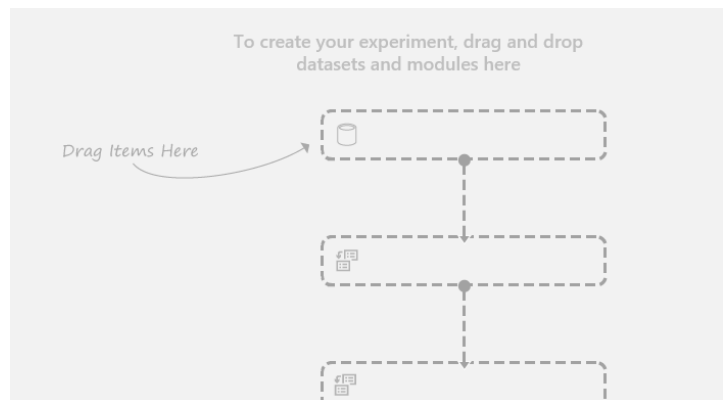 To create your experiment, drag and drop
datasets and modules here
Drag Items Here